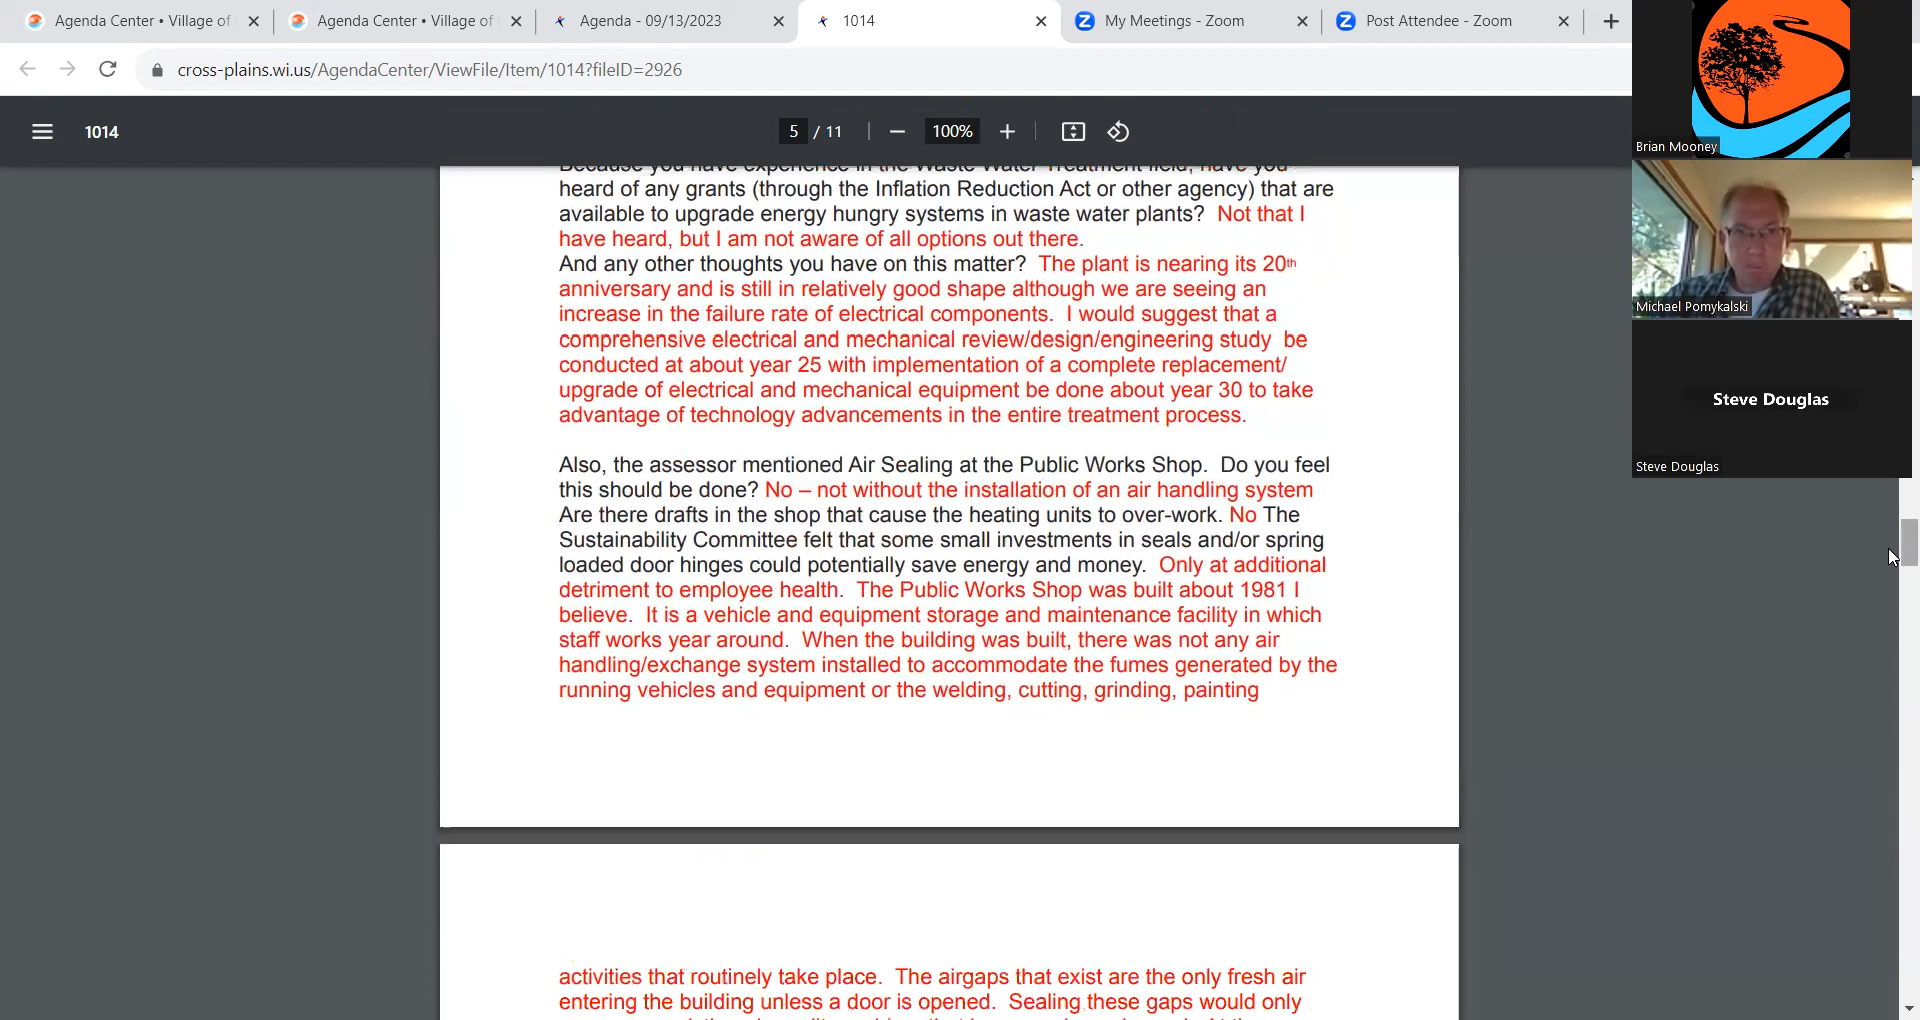 Agenda Center • Village of
Agenda Center • Village of
Agenda - 09/13/2023
1014
My Meetings - Zoom
Post Attendee - Zoom
cross-plains.wi.us/AgendaCenter/ViewFile/Item/1014?fileID=2926
1014
5 / 11
100%
Brian Mooney
Michael Pomykalski
Steve Douglas
Steve Douglas
Because you have experience in the Waste Water Treatment field, have you
heard of any grants (through the Inflation Reduction Act or other agency) that are
available to upgrade energy hungry systems in waste water plants? Not that I
have heard, but I am not aware of all options out there.
And any other thoughts you have on this matter? The plant is nearing its 20th
anniversary and is still in relatively good shape although we are seeing an
increase in the failure rate of electrical components. I would suggest that a
comprehensive electrical and mechanical review/design/engineering study be
conducted at about year 25 with implementation of a complete replacement/
upgrade of electrical and mechanical equipment be done about year 30 to take
advantage of technology advancements in the entire treatment process.
Also, the assessor mentioned Air Sealing at the Public Works Shop. Do you feel
this should be done? No – not without the installation of an air handling system
Are there drafts in the shop that cause the heating units to over-work. No The
Sustainability Committee felt that some small investments in seals and/or spring
loaded door hinges could potentially save energy and money. Only at additional
detriment to employee health. The Public Works Shop was built about 1981 I
believe. It is a vehicle and equipment storage and maintenance facility in which
staff works year around. When the building was built, there was not any air
handling/exchange system installed to accommodate the fumes generated by the
running vehicles and equipment or the welding, cutting, grinding, painting
activities that routinely take place. The airgaps that exist are the only fresh air
entering the building unless a door is opened. Sealing these gaps would only